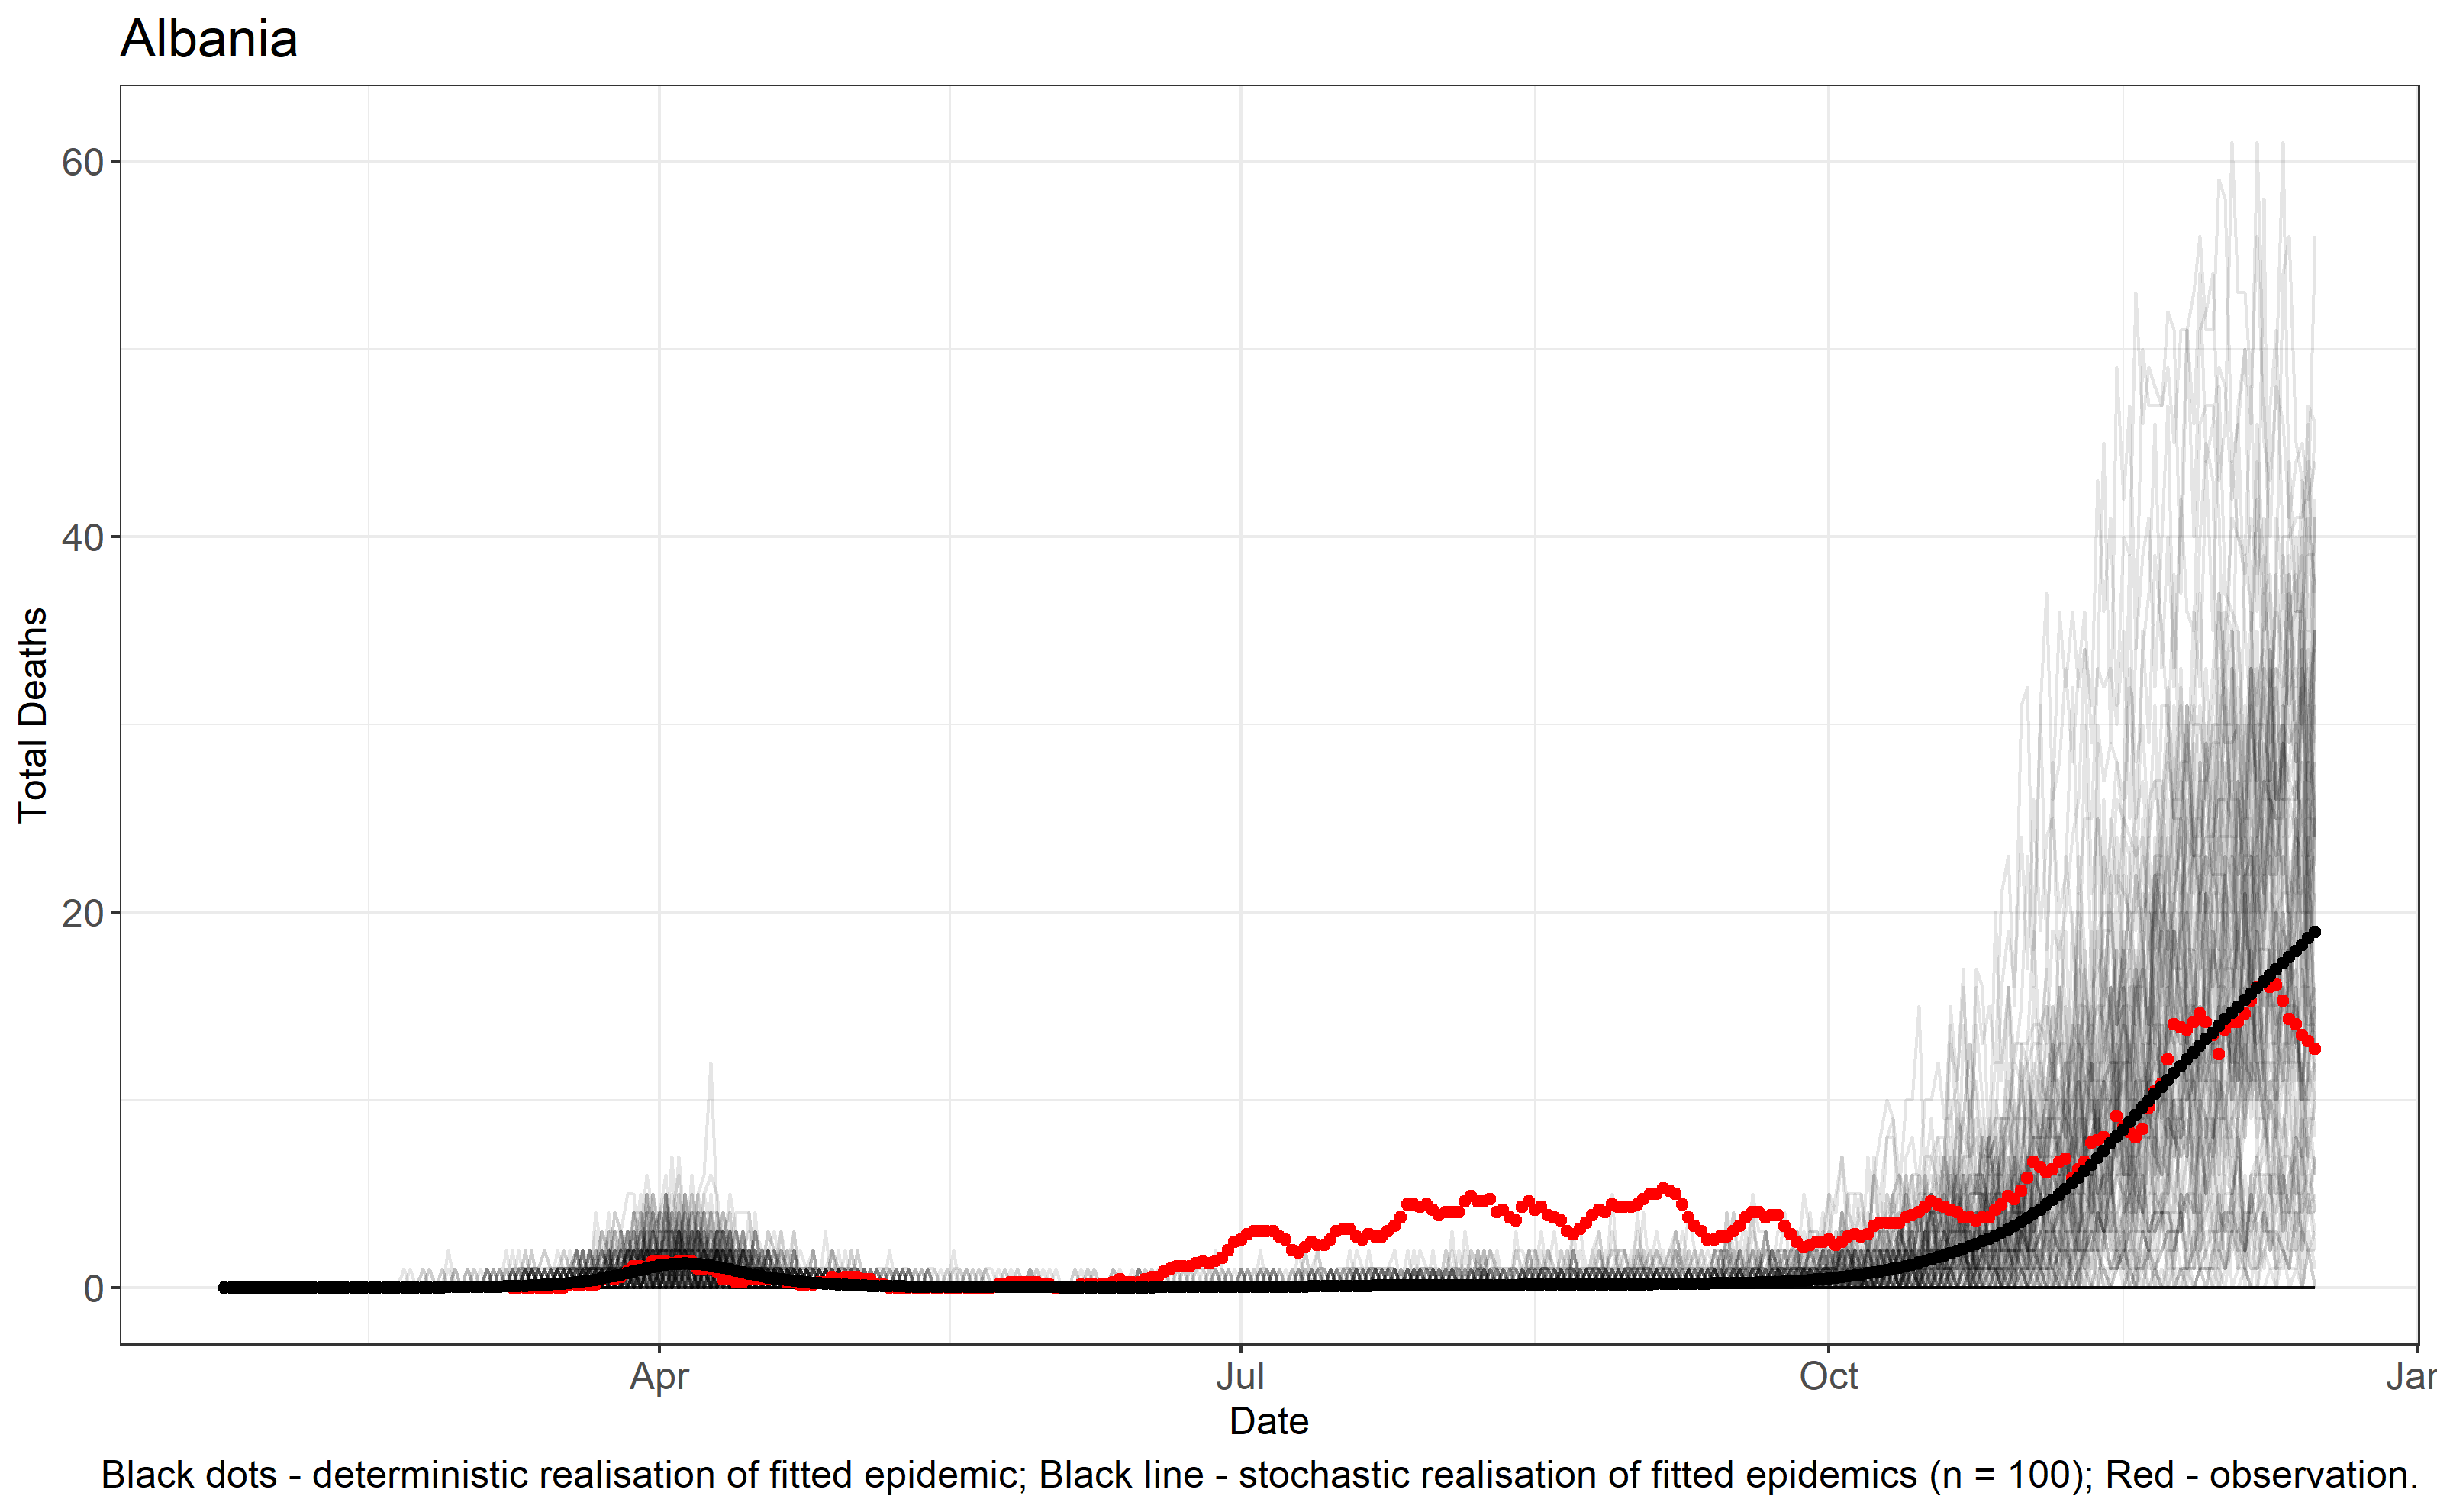 Albania
Total Deaths
60
40
20
0
Apr
Jul
Oct
Jan
Date
Black dots - deterministic realisation of fitted epidemic; Black line - stochastic realisation of fitted epidemics (n = 100); Red - observation.